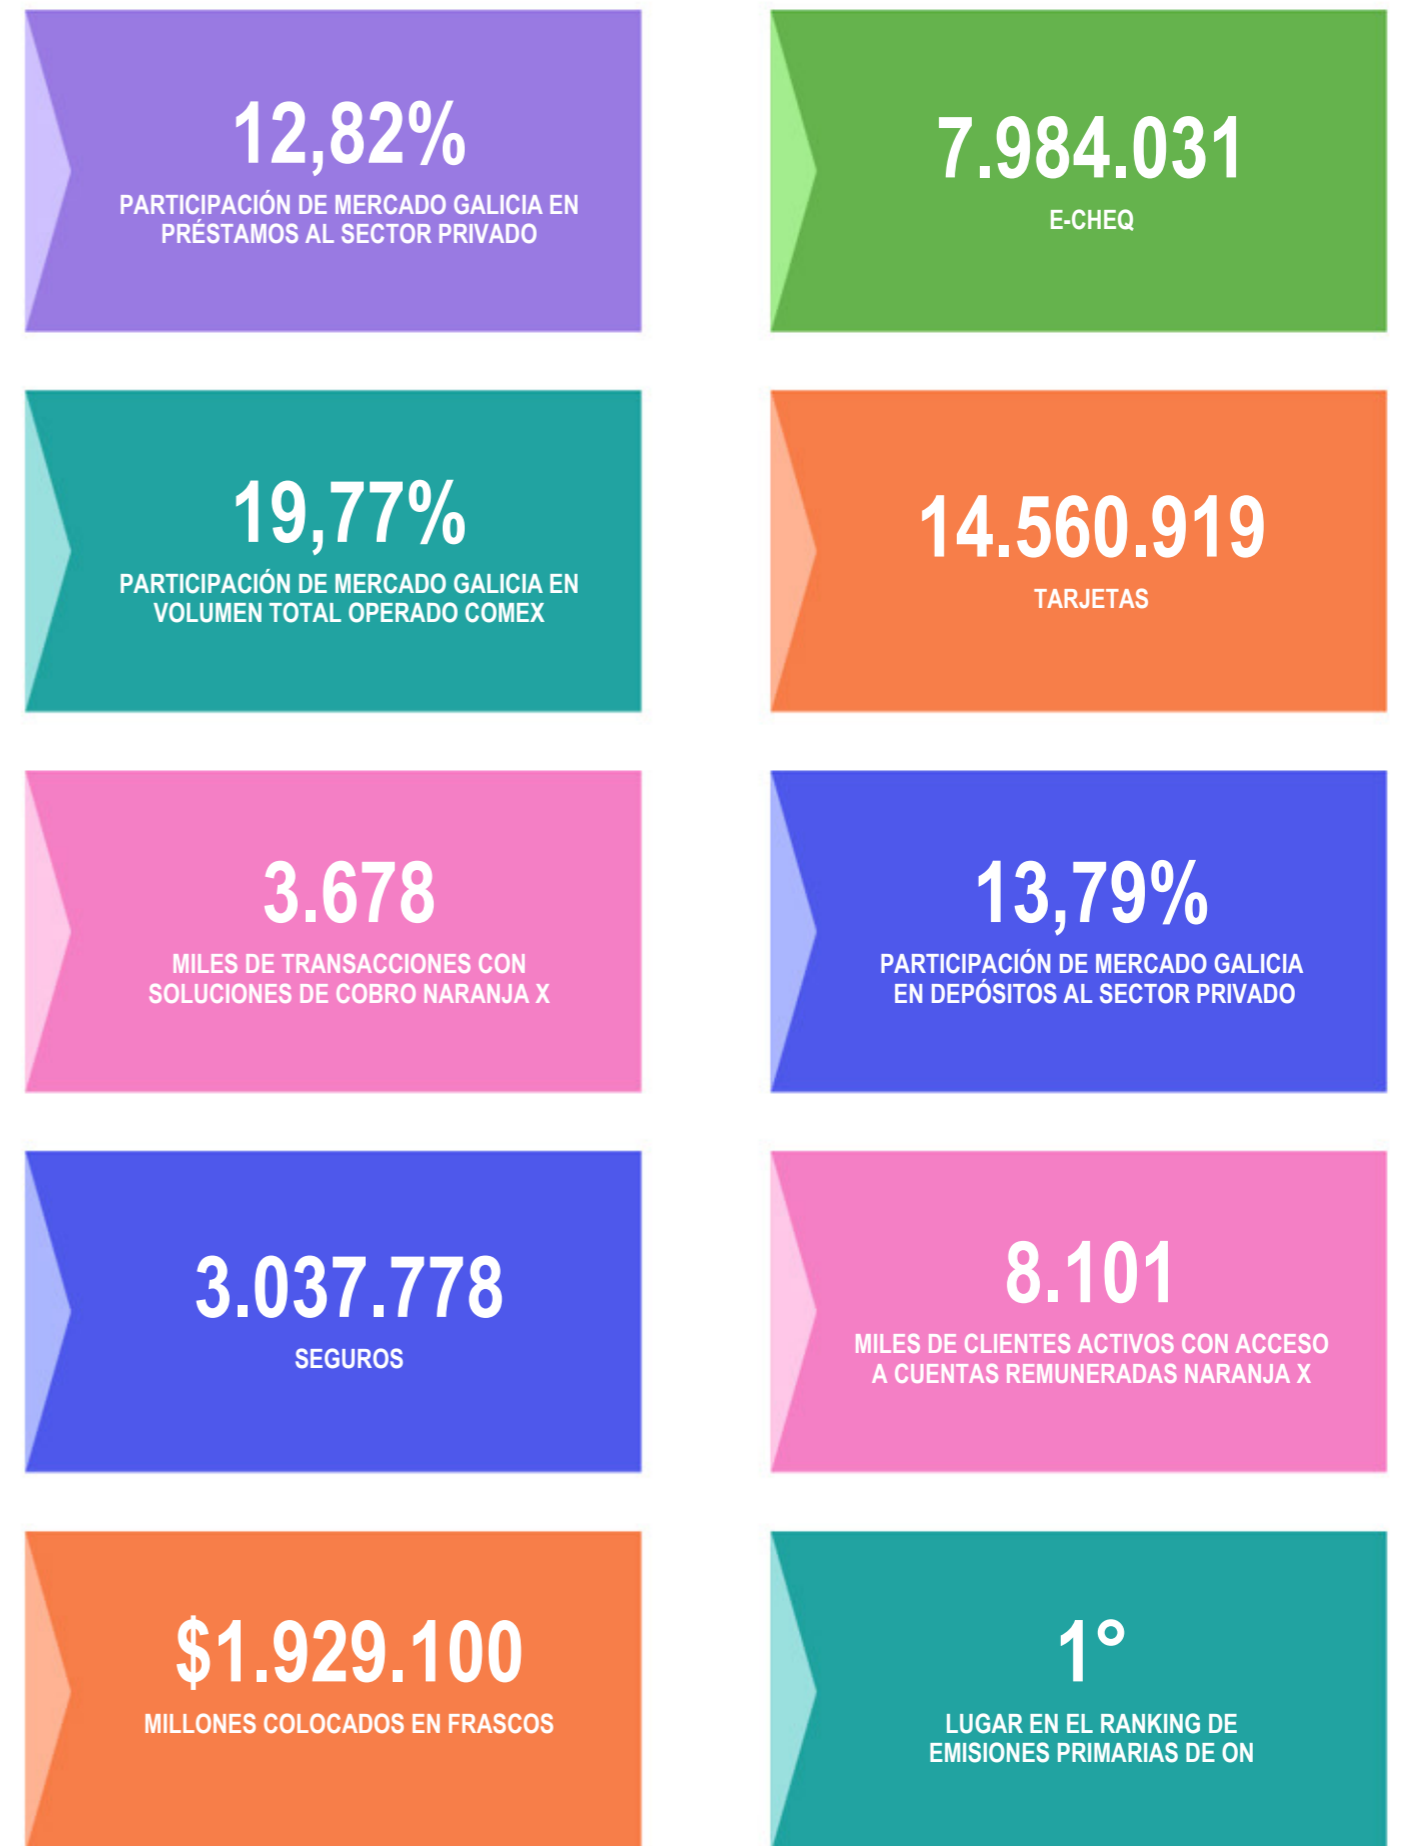 12,82%
PARTICIPACIÓN DE MERCADO GALICIA EN
PRÉSTAMOS AL SECTOR PRIVADO
7.984.031
E-CHEQ
19,77%
PARTICIPACIÓN DE MERCADO GALICIA EN
VOLUMEN TOTAL OPERADO COMEX
14.560.919
TARJETAS
3.678
MILES DE TRANSACCIONES CON
SOLUCIONES DE COBRO NARANJA X
13,79%
PARTICIPACIÓN DE MERCADO GALICIA
EN DEPÓSITOS AL SECTOR PRIVADO
3.037.778
SEGUROS
8.101
MILES DE CLIENTES ACTIVOS CON ACCESO
A CUENTAS REMUNERADAS NARANJA X
$1.929.100
MILLONES COLOCADOS EN FRASCOS
1°
LUGAR EN EL RANKING DE
EMISIONES PRIMARIAS DE ON